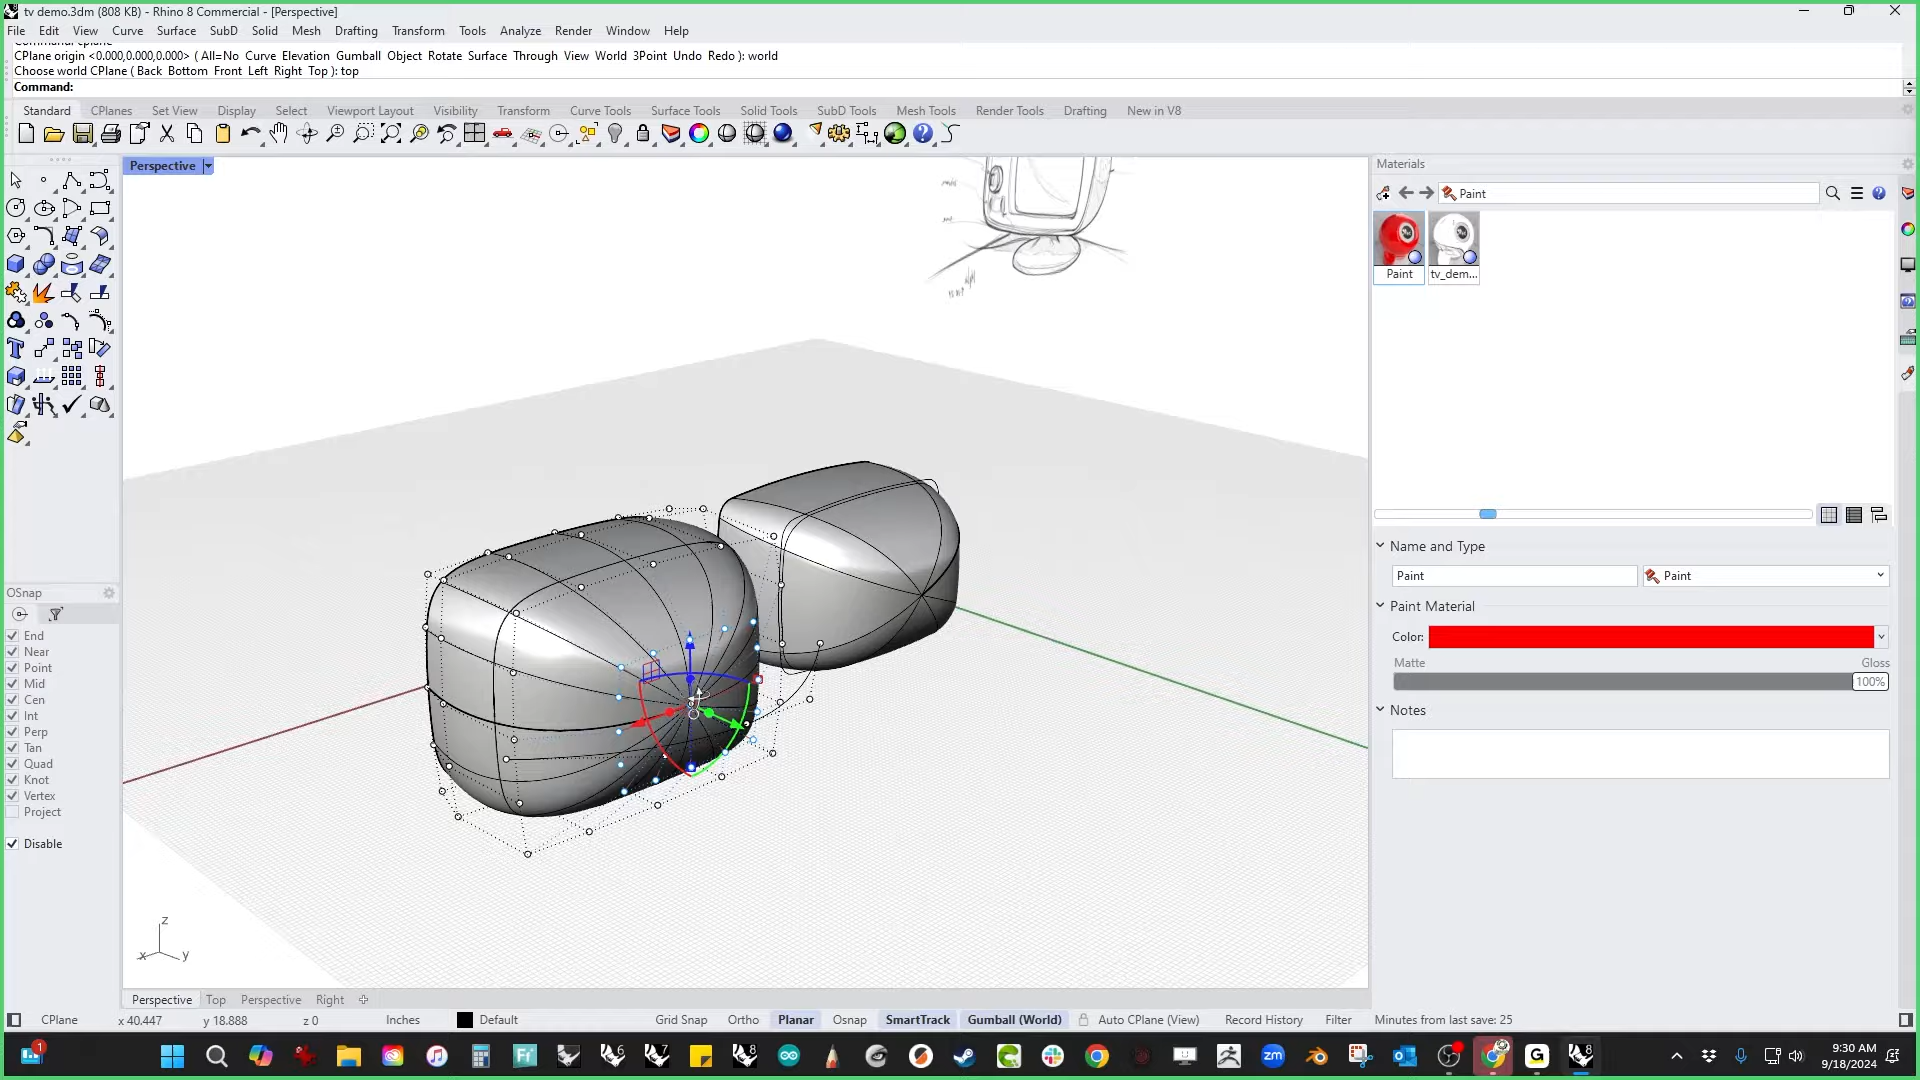 tv demo.3dm (808 KB) - Rhino 8 Commercial - [Perspective]
File Edit View Curve Surface SubD Solid Mesh Drafting Transform Tools Analyze Render Window Help
CPlane origin <0.000,0.000,0.000> ( All=No Curve Elevation Gumball Object Rotate Surface Through View World 3Point Undo Redo ): world
Choose world CPlane ( Back Bottom Front Left Right Top ): top
Command:
Standard CPlanes Set View Display Select Viewport Layout Visibility Transform Curve Tools Surface Tools Solid Tools SubD Tools Mesh Tools Render Tools Drafting New in V8
Perspective
Materials
Paint
Paint tv_dem...
OSnap
End
Near
Point
Mid
Cen
Int
Perp
Tan
Quad
Knot
Vertex
Project
Disable
Name and Type
Paint Paint
Paint Material
Color:
Matte Gloss
100%
Notes
z
x y
Perspective Top Perspective Right
CPlane x 40.447 y 18.888 z 0 Inches Default Grid Snap Ortho Planar Osnap SmartTrack Gumball (World) Auto CPlane (View) Record History Filter Minutes from last save: 25
9:30 AM
9/18/2024